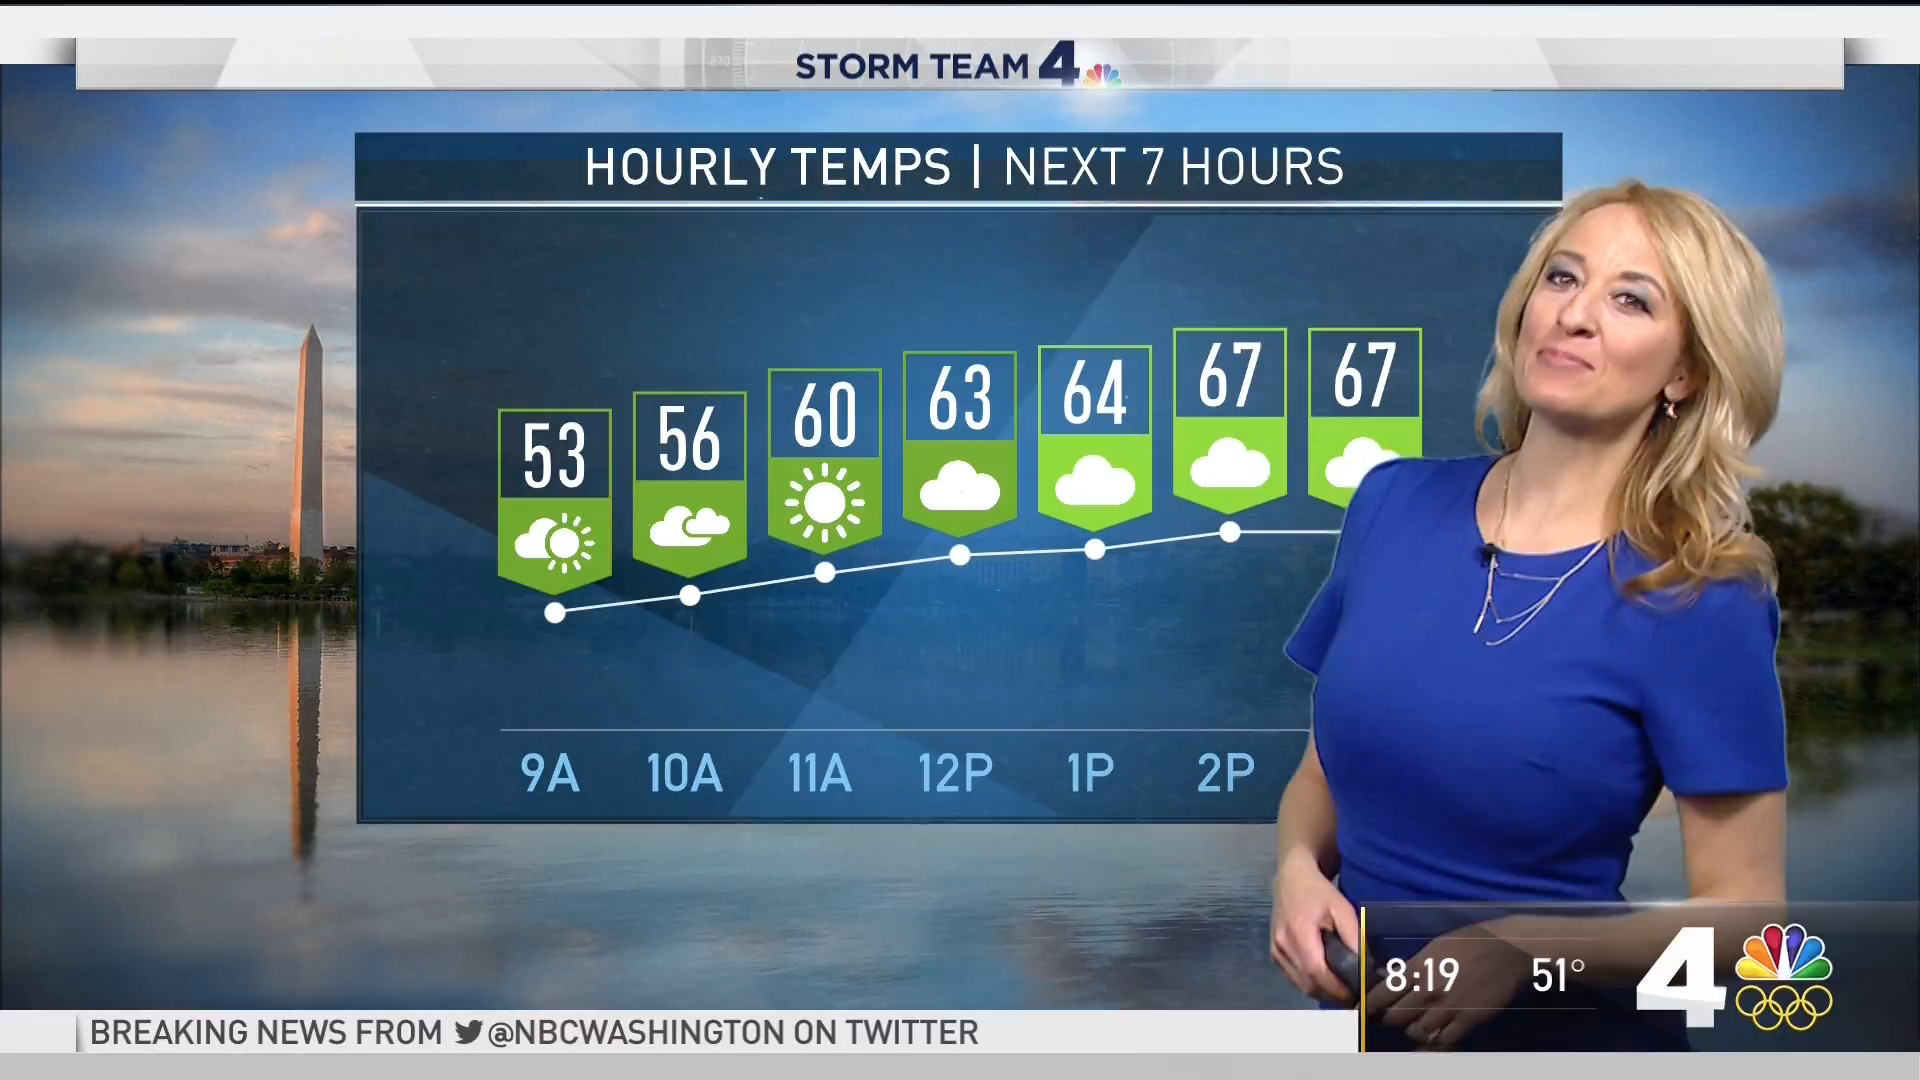 STORM TEAM 4
HOURLY TEMPS | NEXT 7 HOURS
53 56 60 63 64 67 67
9A 10A 11A 12P 1P 2P
8:19 51° 4
BREAKING NEWS FROM @NBCWASHINGTON ON TWITTER